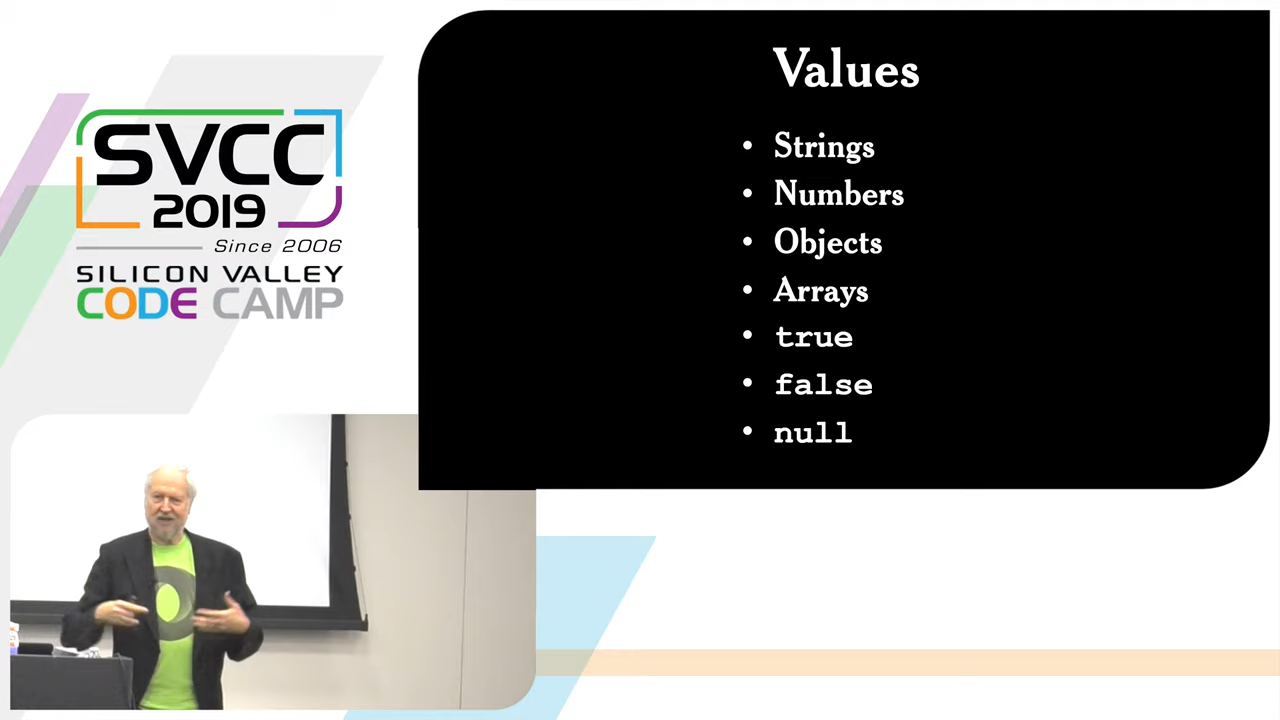 SVCC
2019
Since 2006
SILICON VALLEY
CODE CAMP
Values
• Strings
• Numbers
• Objects
• Arrays
• true
• false
• null